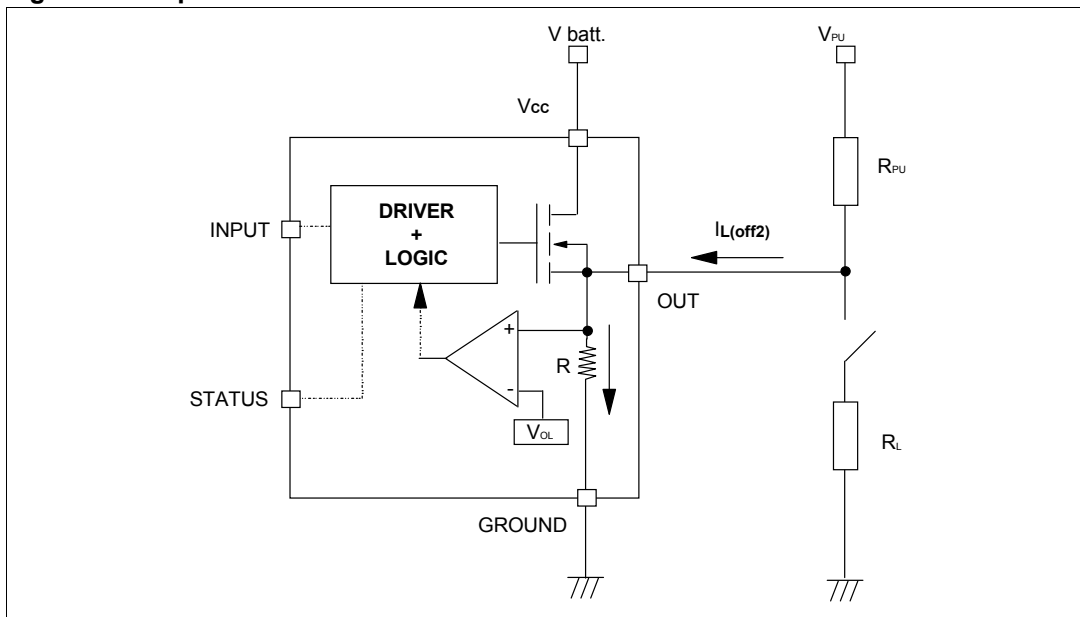 V batt.
VPU
Vcc
RPU
DRIVER
+
LOGIC
INPUT
IL(off2)
OUT
+
R
-
STATUS
VOL
RL
GROUND